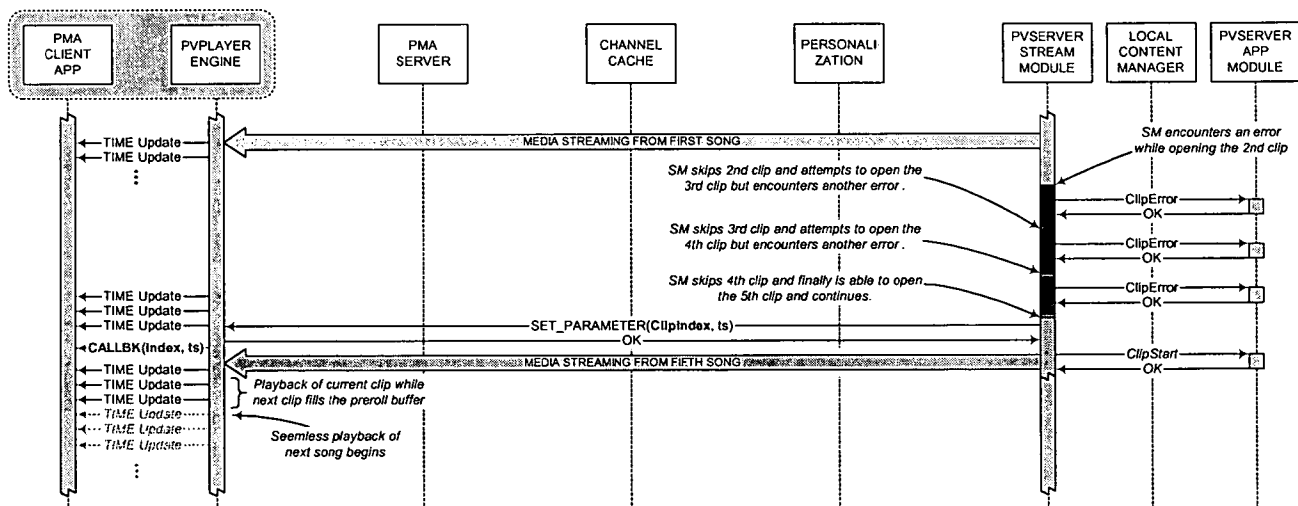 PMA
CLIENT
APP
PVPLAYER
ENGINE
PMA
SERVER
CHANNEL
CACHE
PERSONALI
ZATION
PVSERVER
STREAM
MODULE
LOCAL
CONTENT
MANAGER
PVSERVER
APP
MODULE
TIME Update
TIME Update
MEDIA STREAMING FROM FIRST SONG
SM encounters an error
while opening the 2nd clip
SM skips 2nd clip and attempts to open the
3rd clip but encounters another error .
ClipError
OK
SM skips 3rd clip and attempts to open the
4th clip but encounters another error .
ClipError
OK
SM skips 4th clip and finally is able to open
the 5th clip and continues.
ClipError
OK
TIME Update
TIME Update
TIME Update
SET_PARAMETER(ClipIndex, ts)
OK
CALLBK(Index, ts)
MEDIA STREAMING FROM FIFTH SONG
ClipStart
OK
TIME Update
TIME Update
TIME Update
Playback of current clip while
next clip fills the preroll buffer
TIME Update
TIME Update
TIME Update
Seemless playback of
next song begins